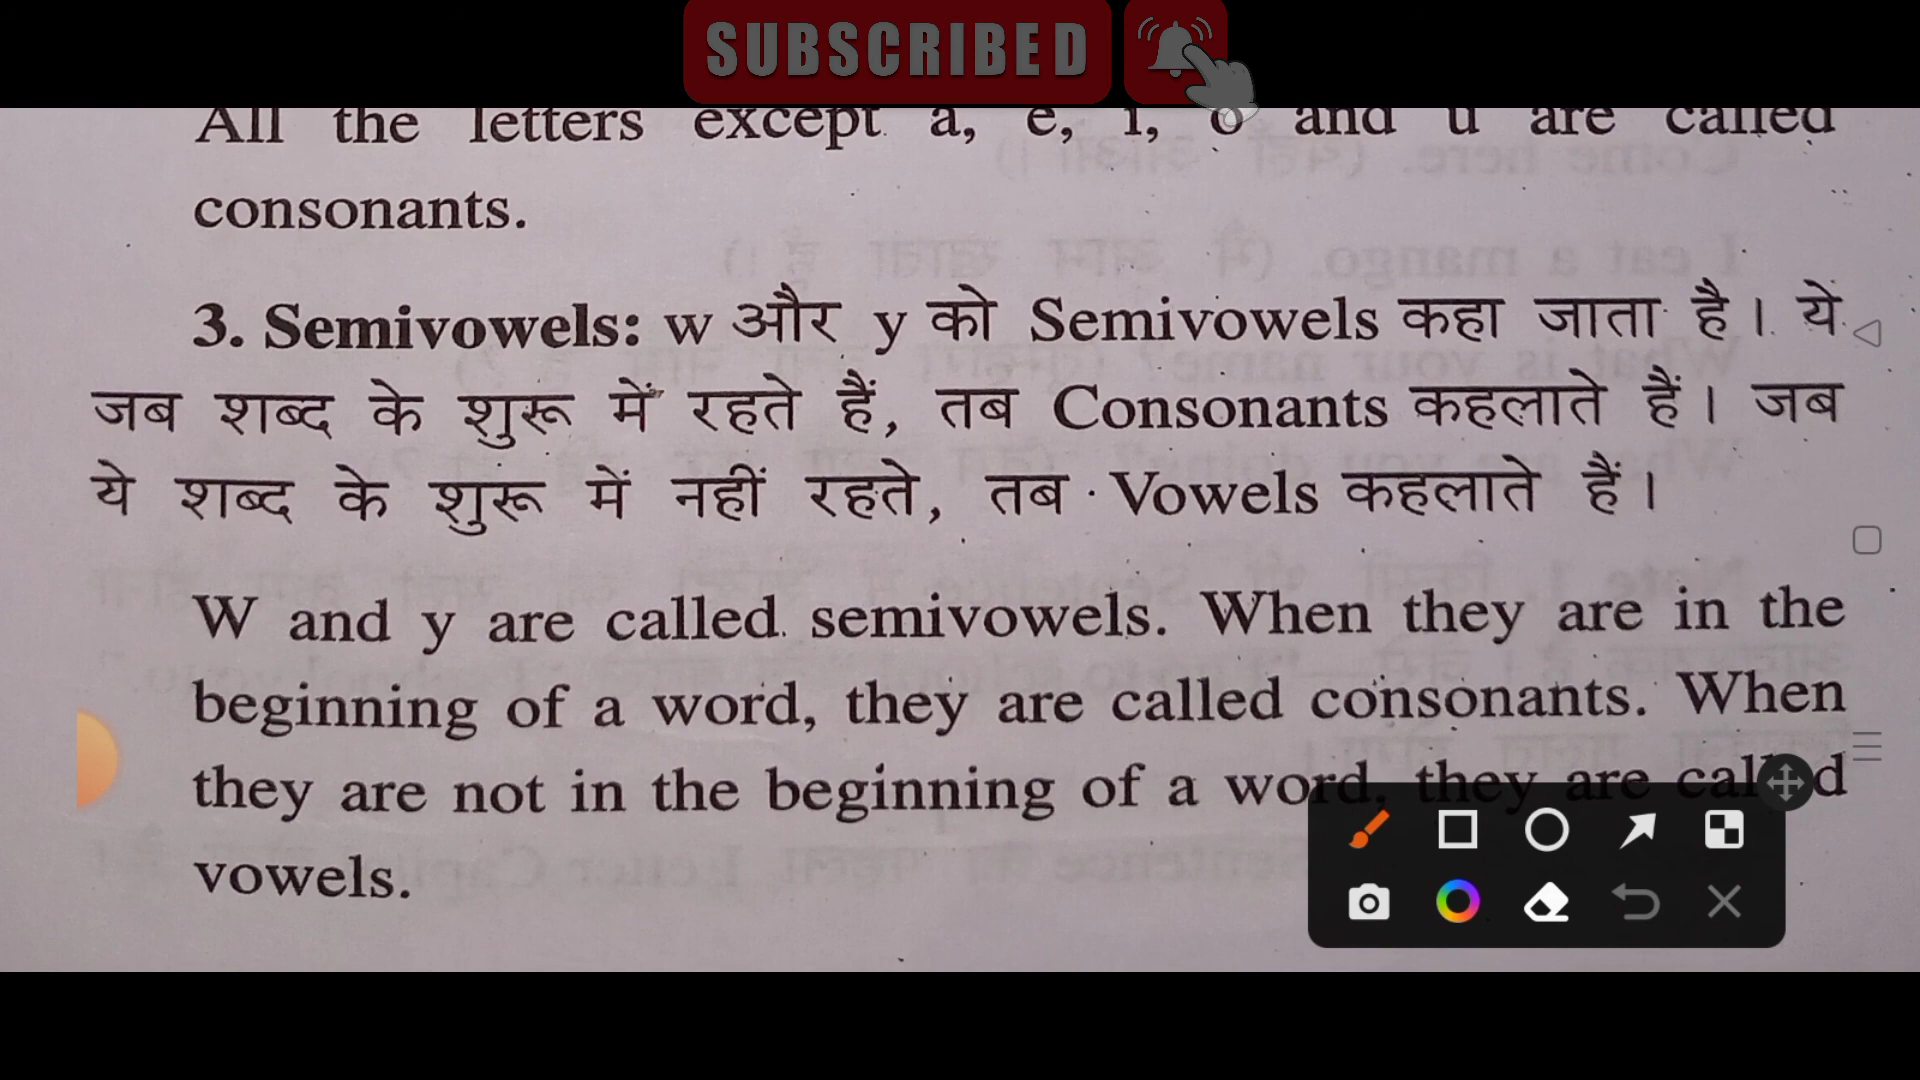 SUBSCRIBED
All the letters except a, e, i, o and u are called
consonants.
3. Semivowels: w और y को Semivowels कहा जाता है। ये
जब शब्द के शुरू में रहते हैं, तब Consonants कहलाते हैं। जब
ये शब्द के शुरू में नहीं रहते, तब Vowels कहलाते हैं।
W and y are called semivowels. When they are in the
beginning of a word, they are called consonants. When
they are not in the beginning of a word, they are called
vowels.